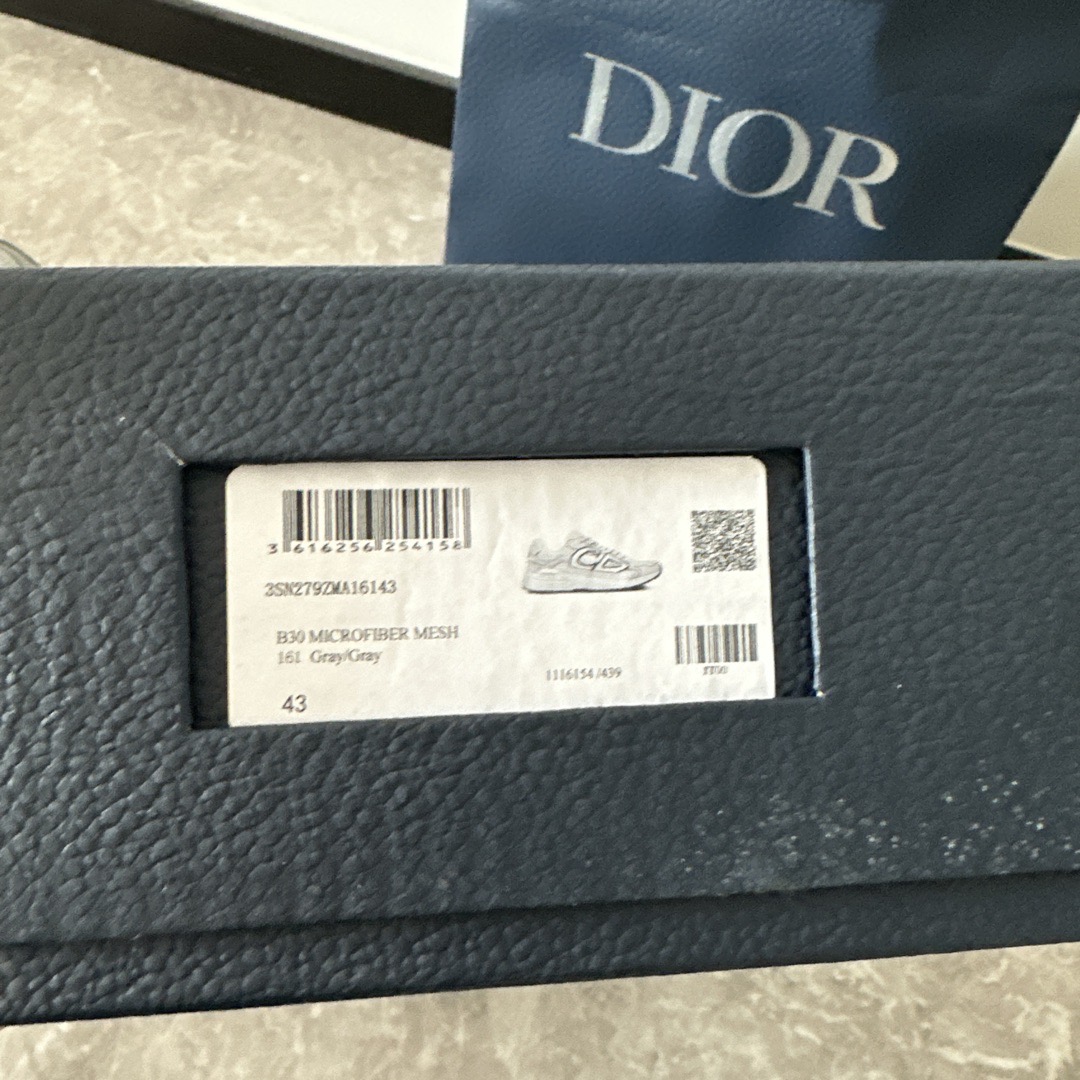 DIOR
3 616256 254158
3SN279ZMA16143
B30 MICROFIBER MESH
161 Gray/Gray
1116154/439
43